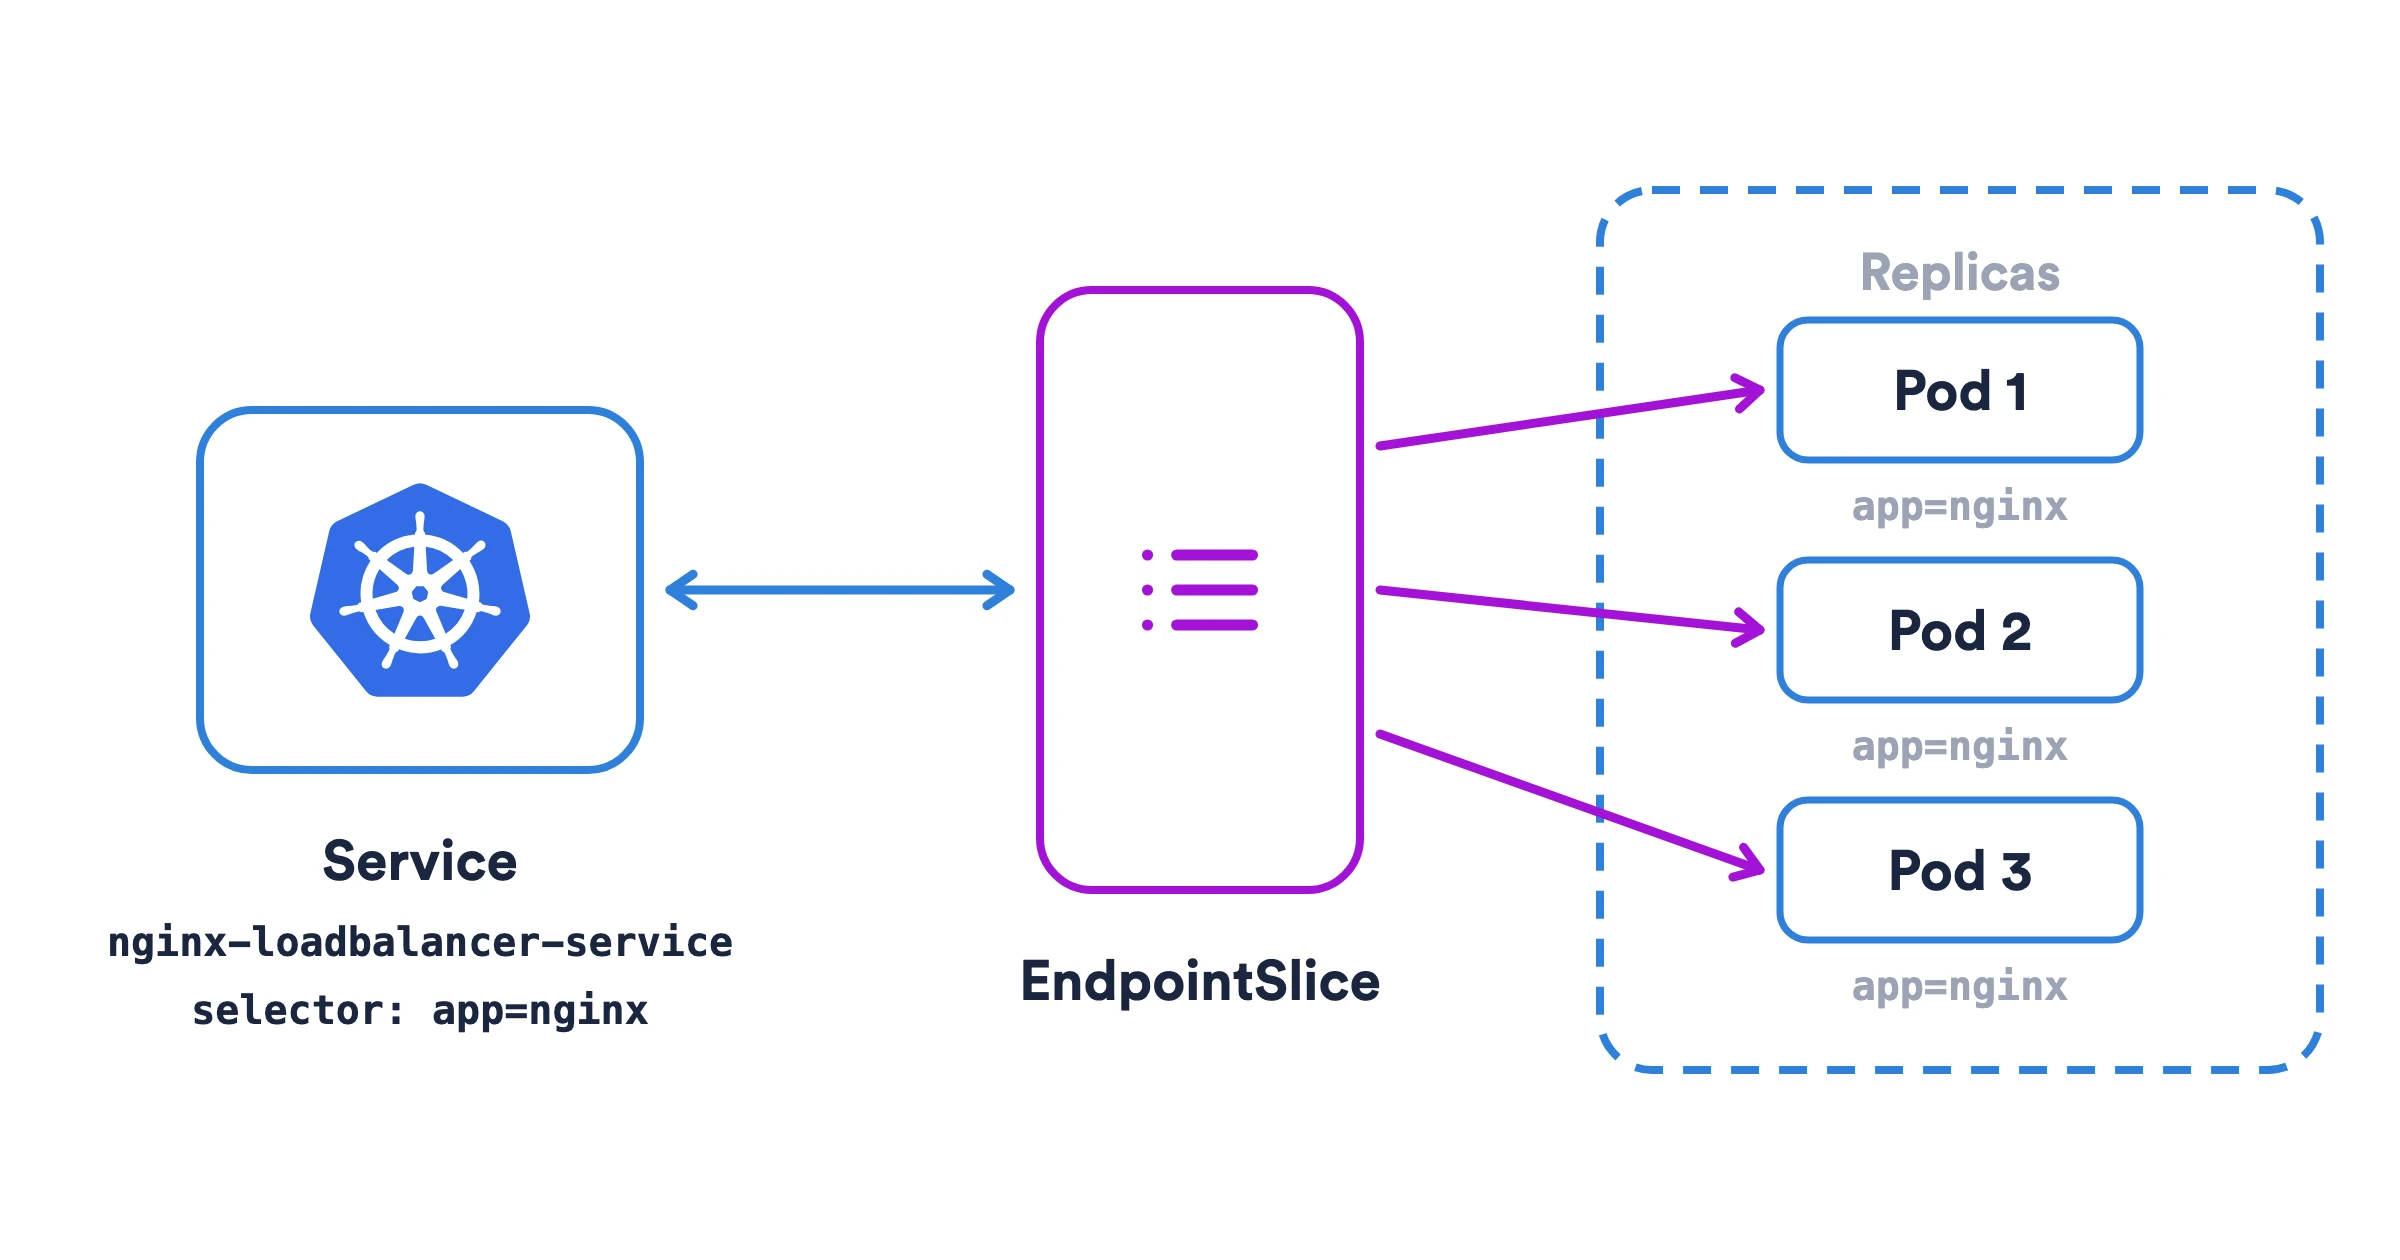 Service
nginx-loadbalancer-service
selector: app=nginx
EndpointSlice
Replicas
Pod 1
app=nginx
Pod 2
app=nginx
Pod 3
app=nginx